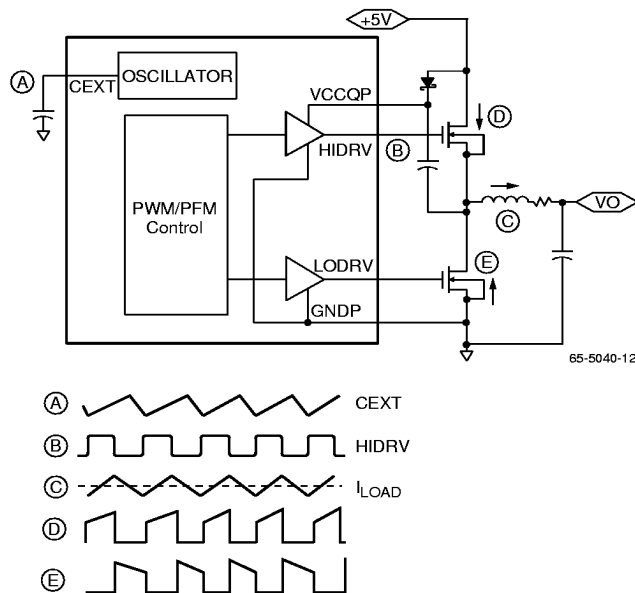 +5V
A
CEXT
OSCILLATOR
VCCQP
D
HIDRV
B
PWM/PFM
Control
C
VO
LODRV
E
GNDP
65-5040-12
A
CEXT
B
HIDRV
C
ILOAD
D
E